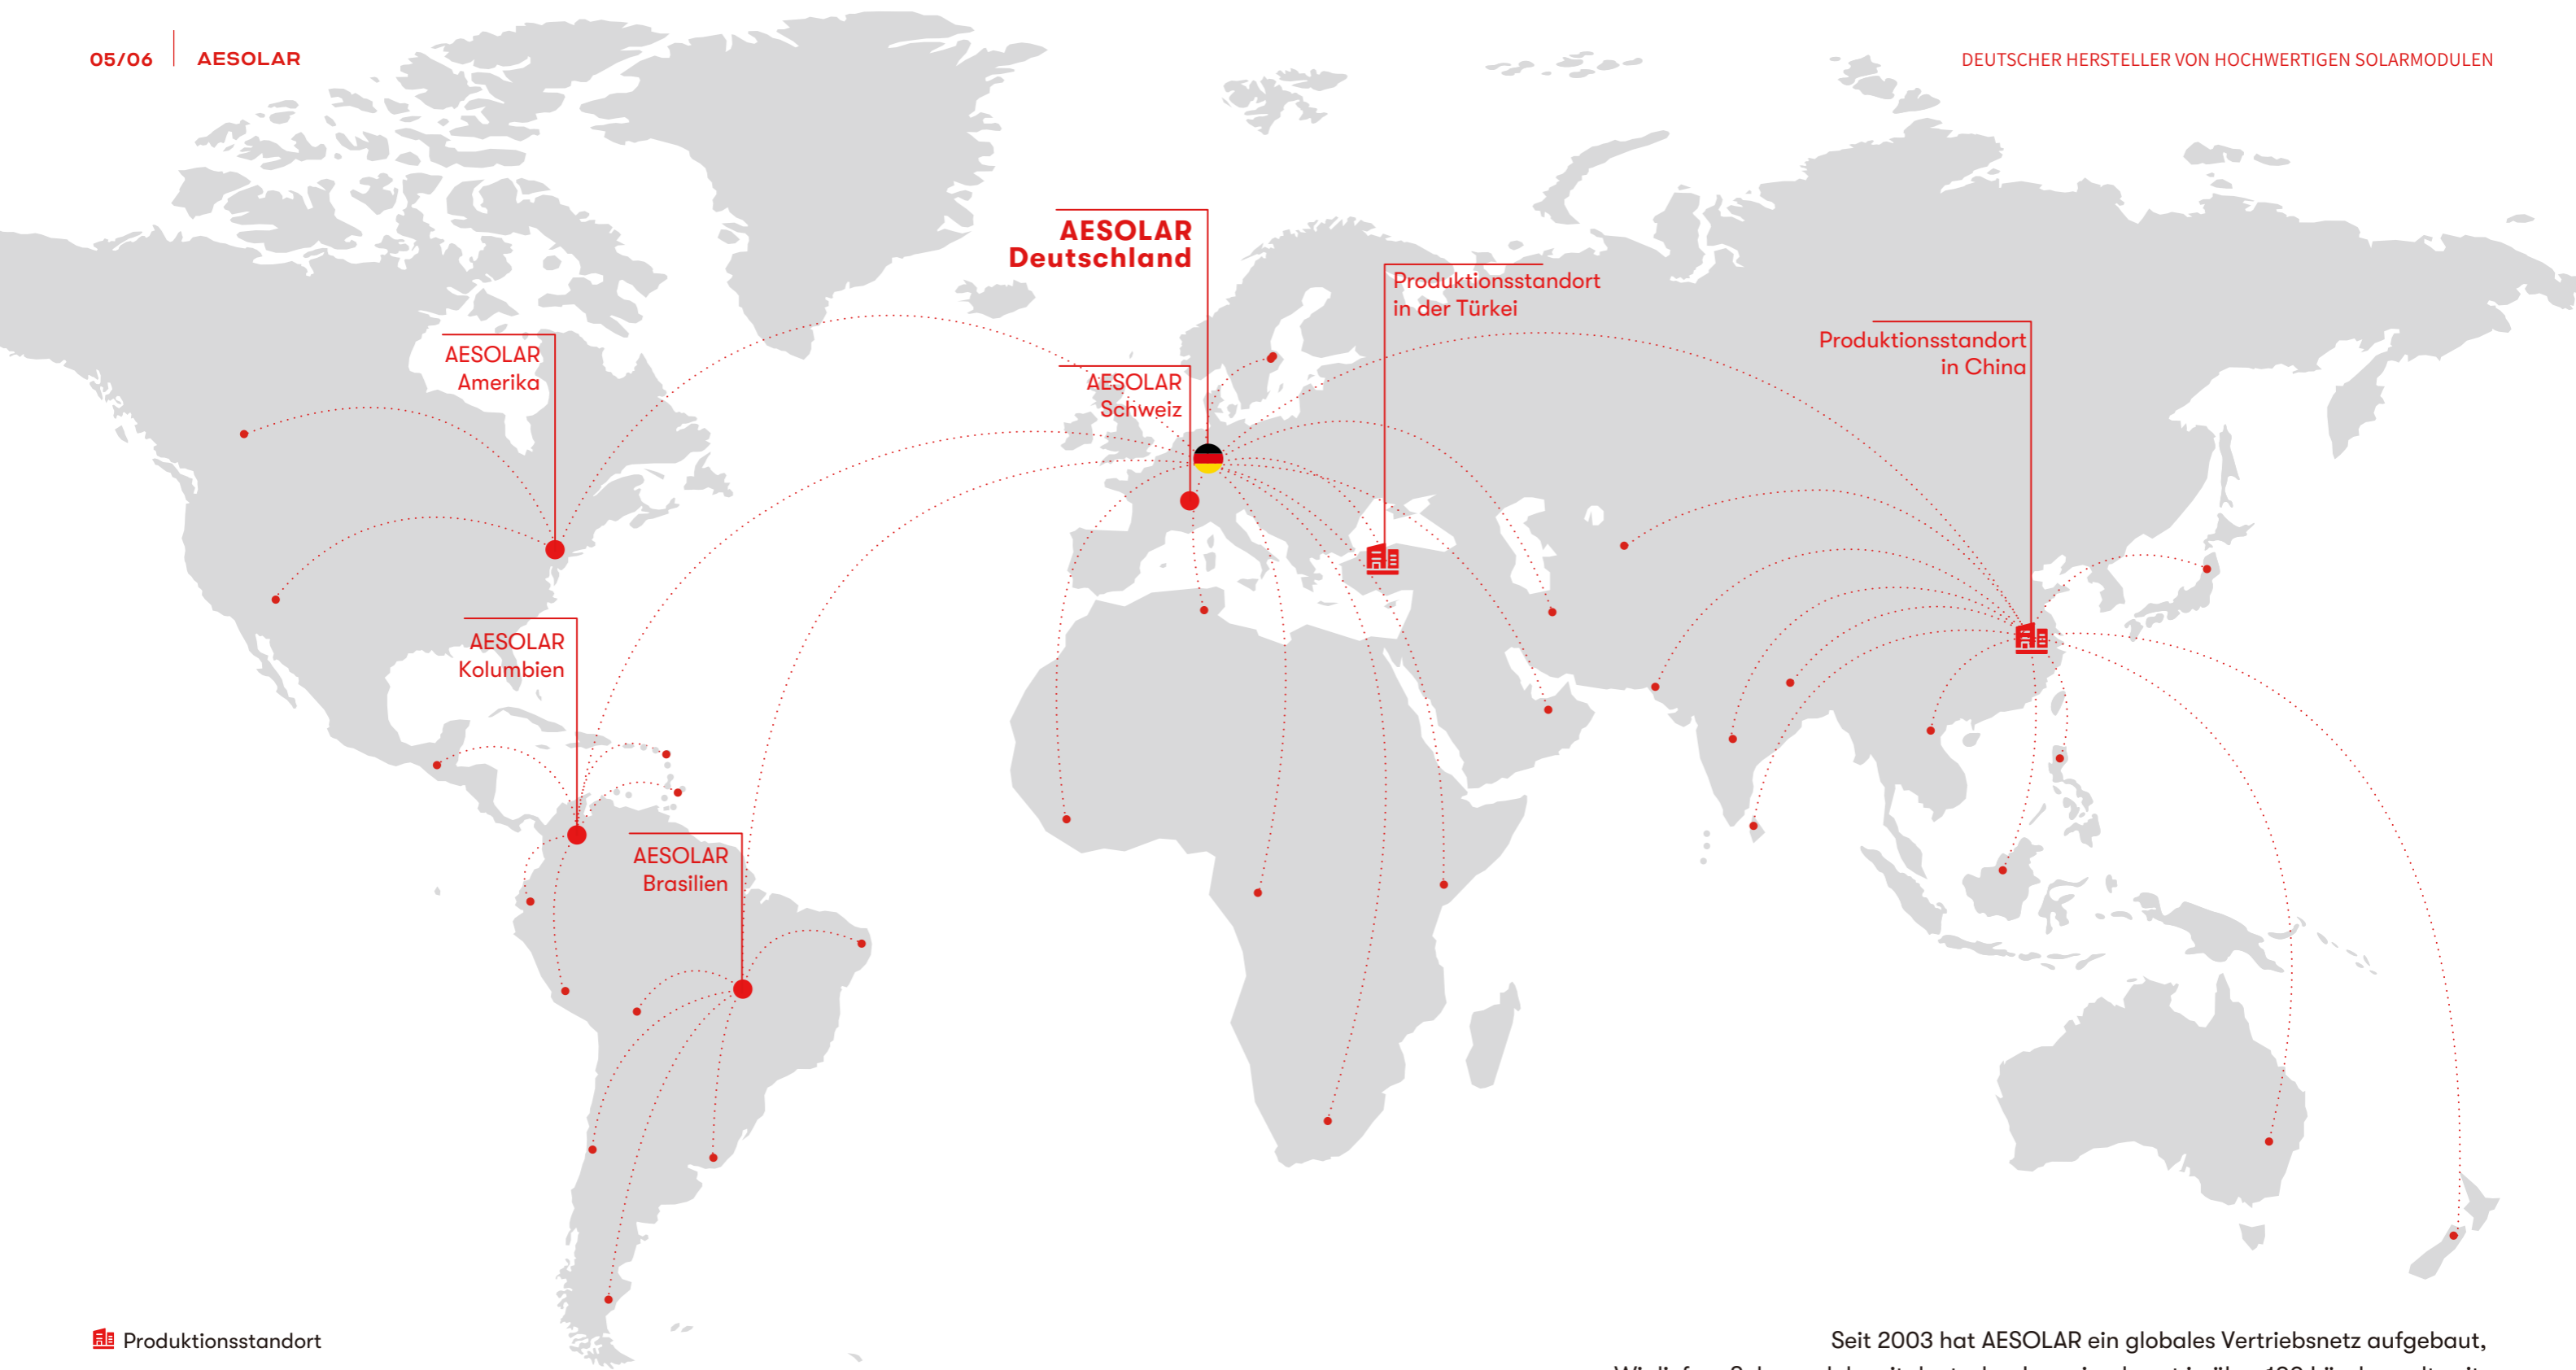 05/06 AESOLAR
DEUTSCHER HERSTELLER VON HOCHWERTIGEN SOLARMODULEN
AESOLAR
Deutschland
Produktionsstandort
in der Türkei
Produktionsstandort
in China
AESOLAR
Amerika
AESOLAR
Schweiz
AESOLAR
Kolumbien
AESOLAR
Brasilien
Produktionsstandort
Seit 2003 hat AESOLAR ein globales Vertriebsnetz aufgebaut,